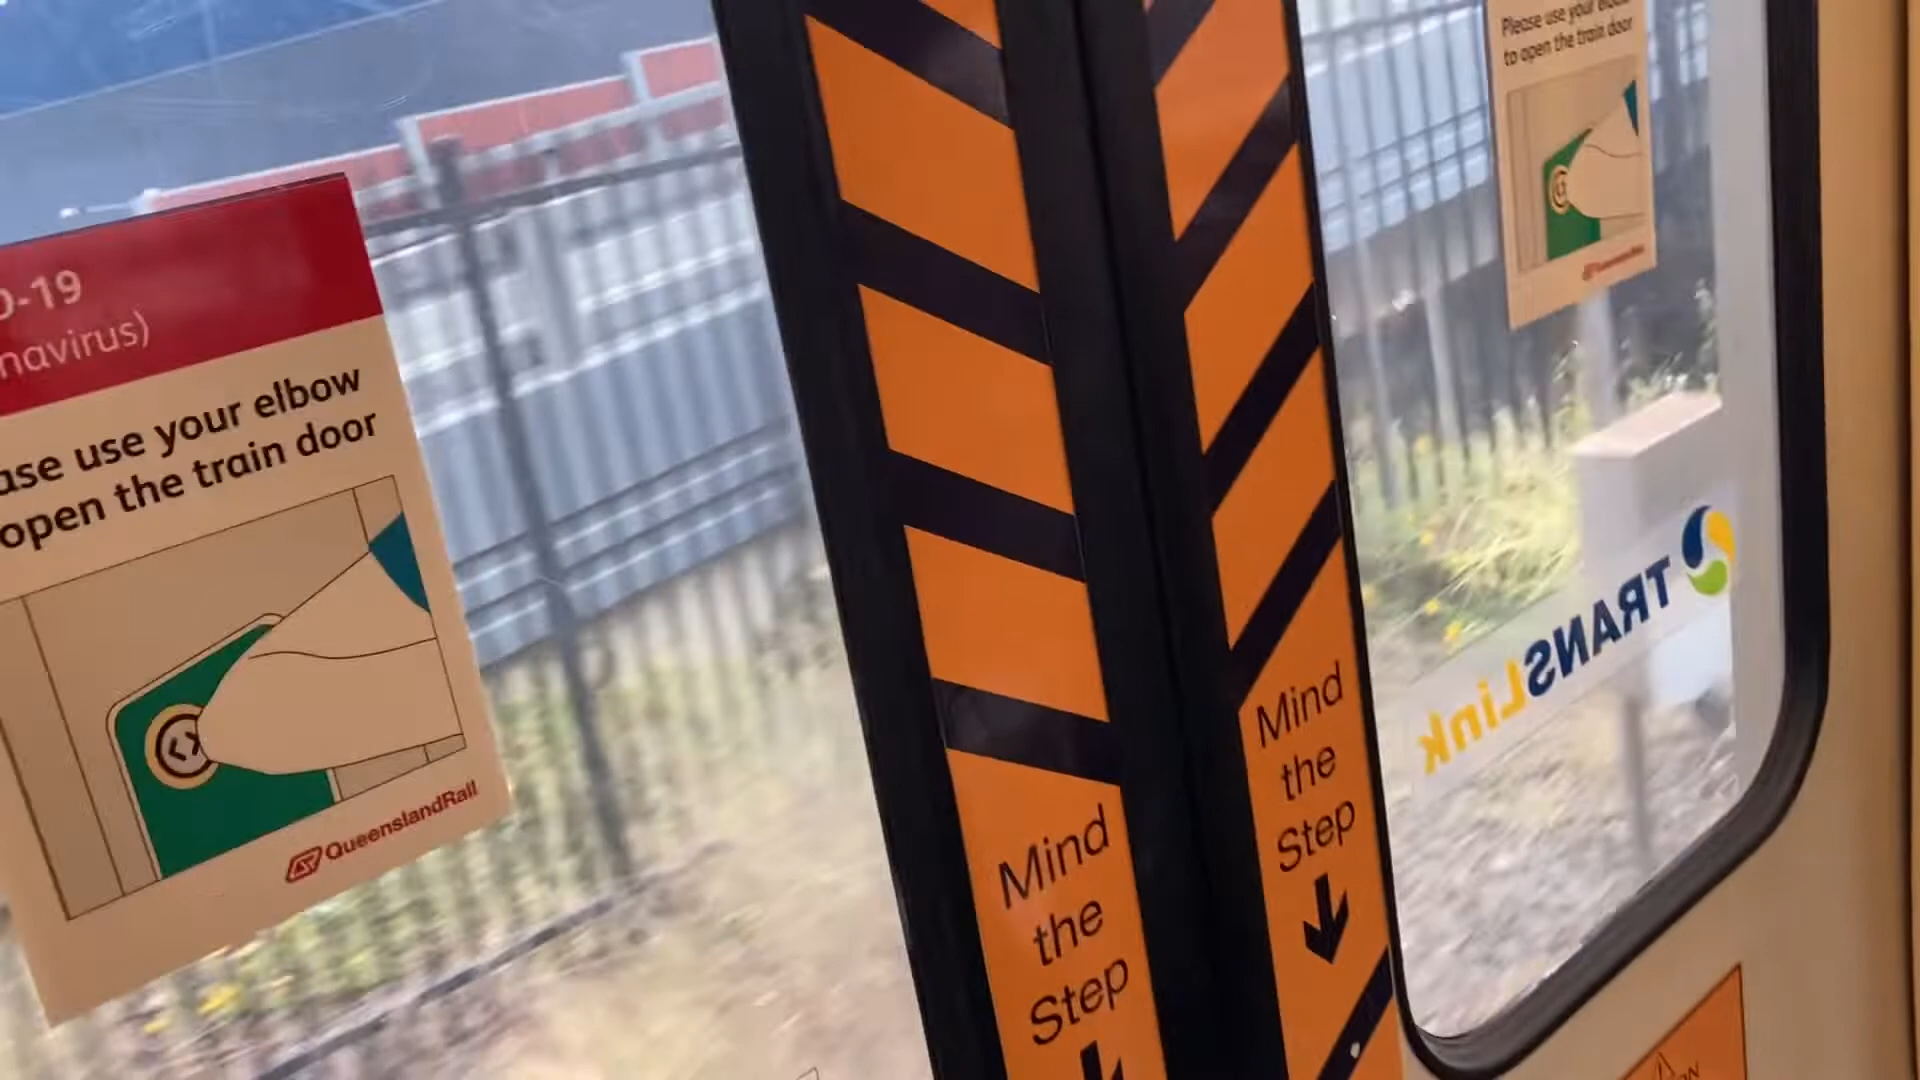 D-19
navirus)
ase use your elbow
open the train door
QueenslandRail
Mind
the
Step
Mind
the
Step
Please use your elbow
to open the train door
TRANSLink